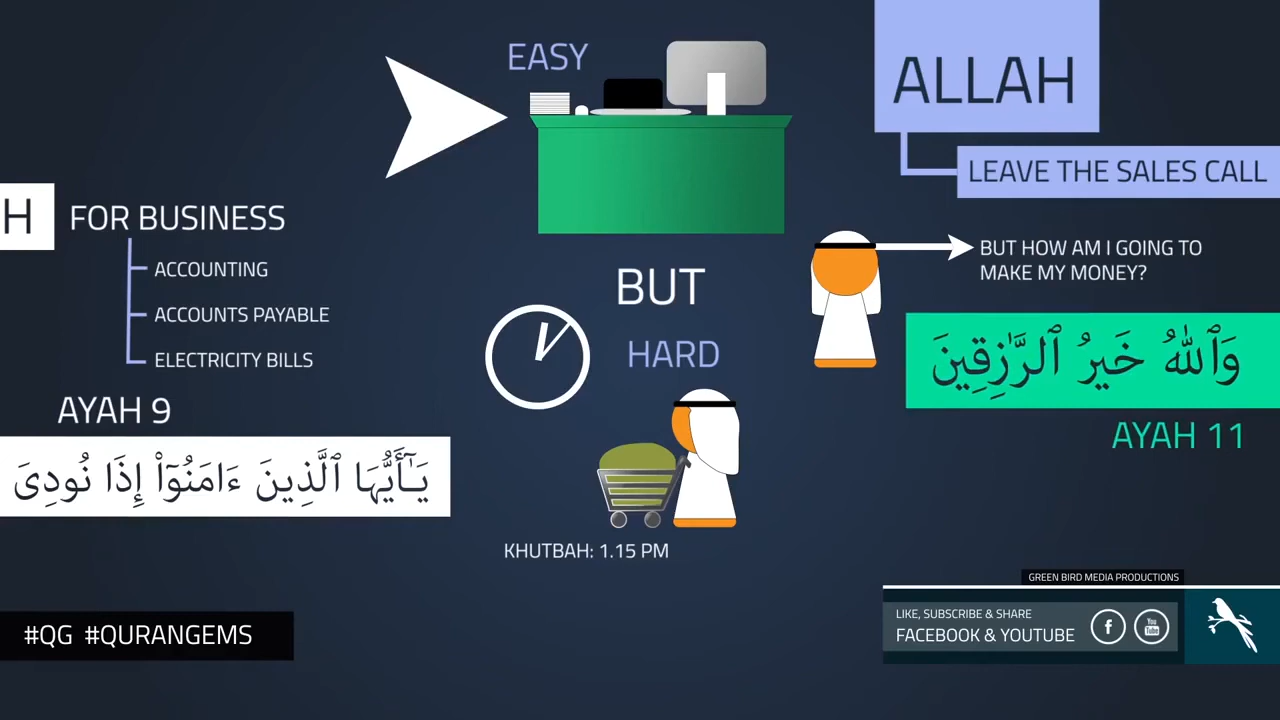 EASY
ALLAH
LEAVE THE SALES CALL
H
FOR BUSINESS
ACCOUNTING
ACCOUNTS PAYABLE
ELECTRICITY BILLS
AYAH 9
يَـٰٓأَيُّهَا ٱلَّذِينَ ءَامَنُوٓا۟ إِذَا نُودِىَ
BUT
HARD
KHUTBAH: 1.15 PM
BUT HOW AM I GOING TO
MAKE MY MONEY?
وَٱللَّهُ خَيْرُ ٱلرَّٰزِقِينَ
AYAH 11
#QG #QURANGEMS
GREEN BIRD MEDIA PRODUCTIONS
LIKE, SUBSCRIBE & SHARE
FACEBOOK & YOUTUBE
f
You
Tube